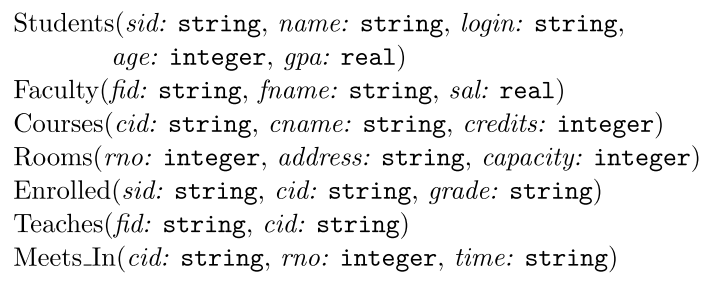 Students(sid: string, name: string, login: string,
age: integer, gpa: real)
Faculty(fid: string, fname: string, sal: real)
Courses(cid: string, cname: string, credits: integer)
Rooms(rno: integer, address: string, capacity: integer)
Enrolled(sid: string, cid: string, grade: string)
Teaches(fid: string, cid: string)
Meets_In(cid: string, rno: integer, time: string)